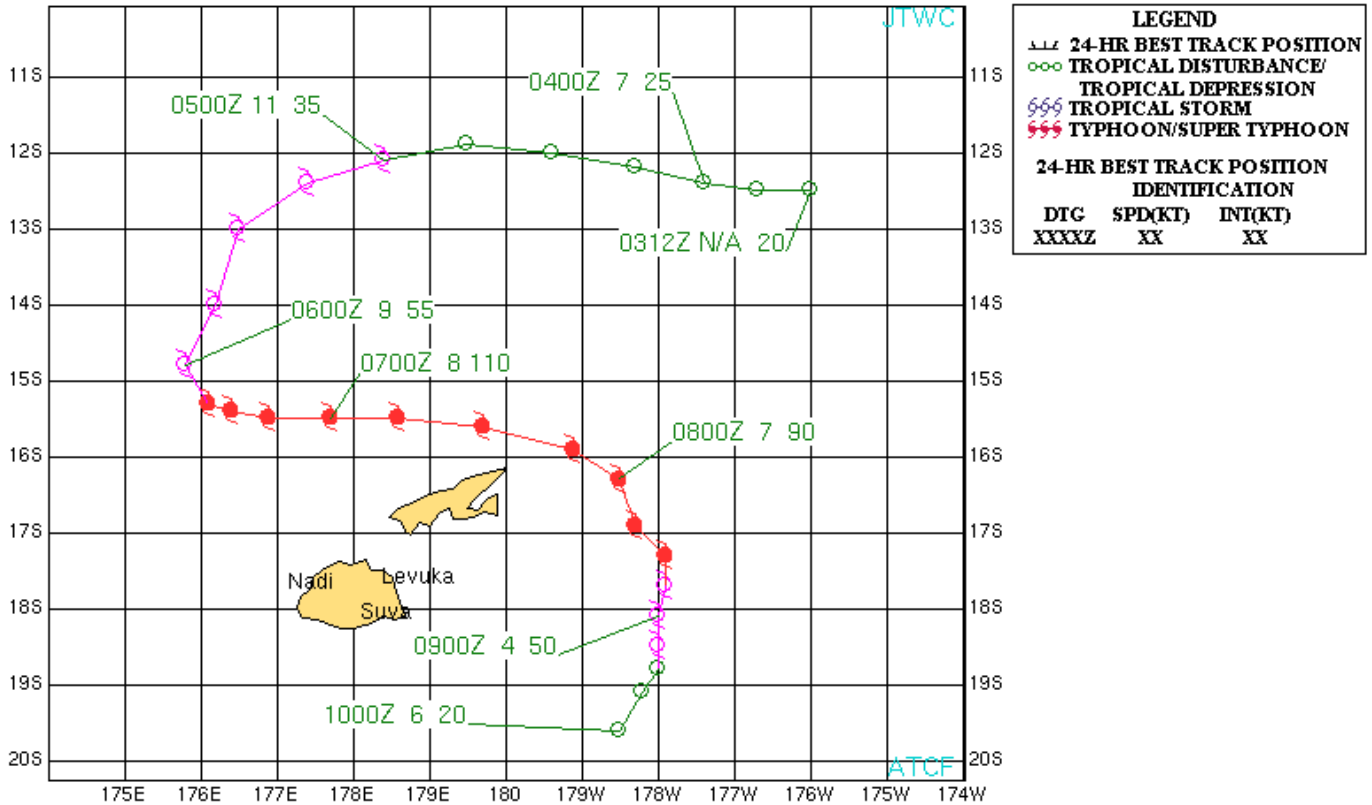 JTWC
11S
11S
0400Z 7 25
0500Z 11 35
12S
12S
13S
13S
0312Z N/A 20
14S
14S
0600Z 9 55
0700Z 8 110
15S
15S
0800Z 7 90
16S
16S
17S
17S
Nadi
Levuka
Suva
18S
18S
0900Z 4 50
19S
19S
1000Z 6 20
20S
20S
ATCF
175E 176E 177E 178E 179E 180 179W 178W 177W 176W 175W 174W
LEGEND
24-HR BEST TRACK POSITION
TROPICAL DISTURBANCE/
TROPICAL DEPRESSION
TROPICAL STORM
TYPHOON/SUPER TYPHOON
24-HR BEST TRACK POSITION
IDENTIFICATION
DTG SPD(KT) INT(KT)
XXXXZ XX XX